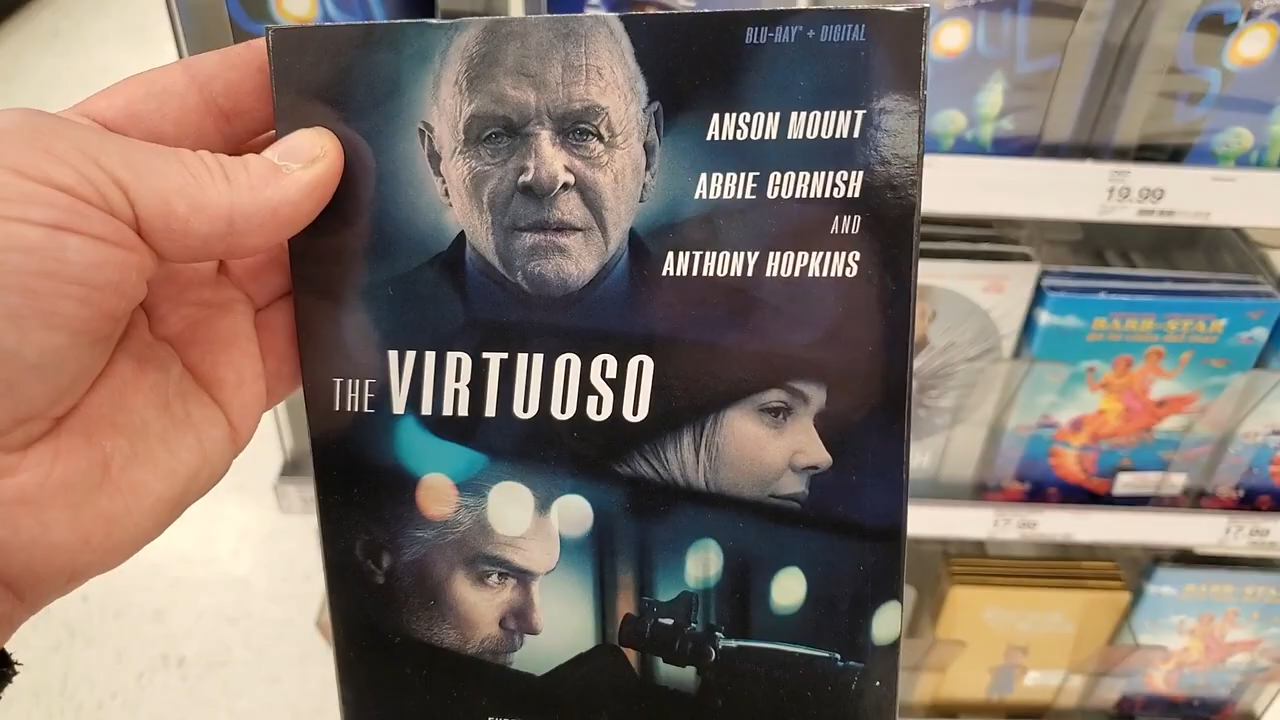 BLU-RAY + DIGITAL
ANSON MOUNT
ABBIE CORNISH
AND
ANTHONY HOPKINS
THE VIRTUOSO
OUL
19.99
BARB & STAR
17.99
17.99